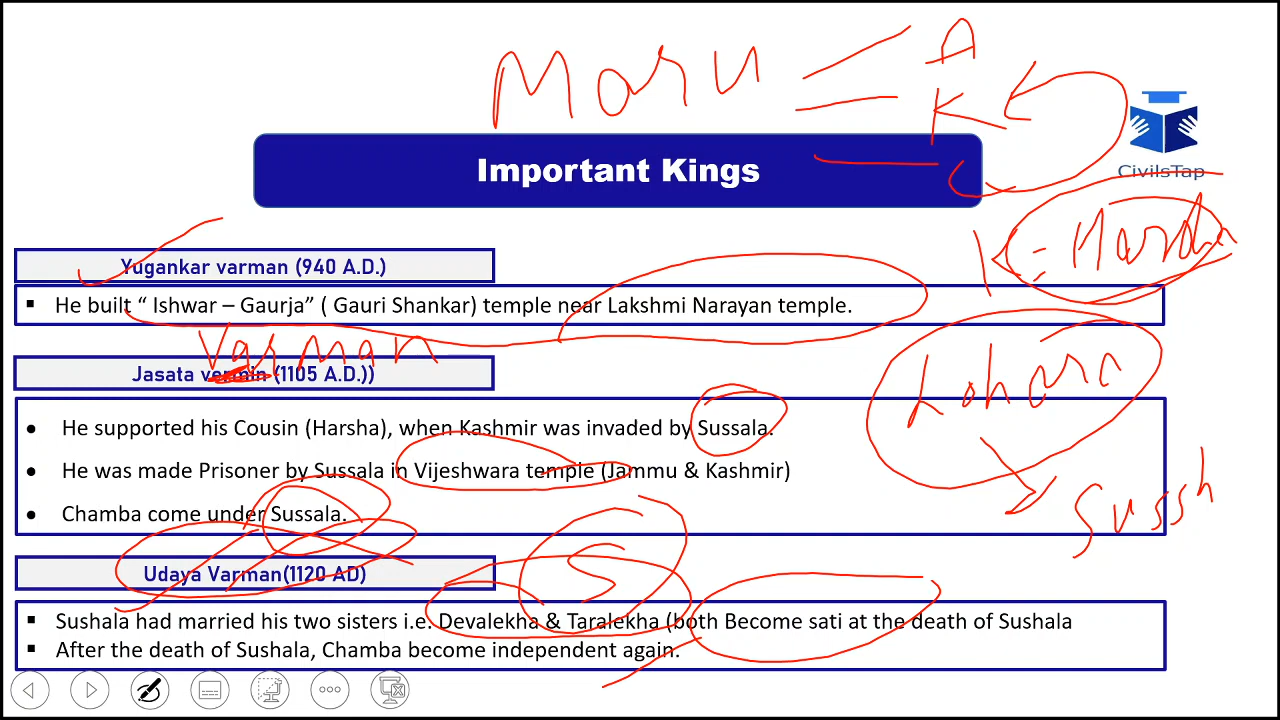 Maru
A
K
Important Kings
CivilsTap
Yugankar varman (940 A.D.)
▪ He built “ Ishwar – Gaurja” ( Gauri Shankar) temple near Lakshmi Narayan temple.
Varman
Lohara
Jasata vermin (1105 A.D.))
● He supported his Cousin (Harsha), when Kashmir was invaded by Sussala.
● He was made Prisoner by Sussala in Vijeshwara temple (Jammu & Kashmir)
● Chamba come under Sussala.
Sussh
Udaya Varman(1120 AD)
S
▪ Sushala had married his two sisters i.e. Devalekha & Taralekha (both Become sati at the death of Sushala
▪ After the death of Sushala, Chamba become independent again.